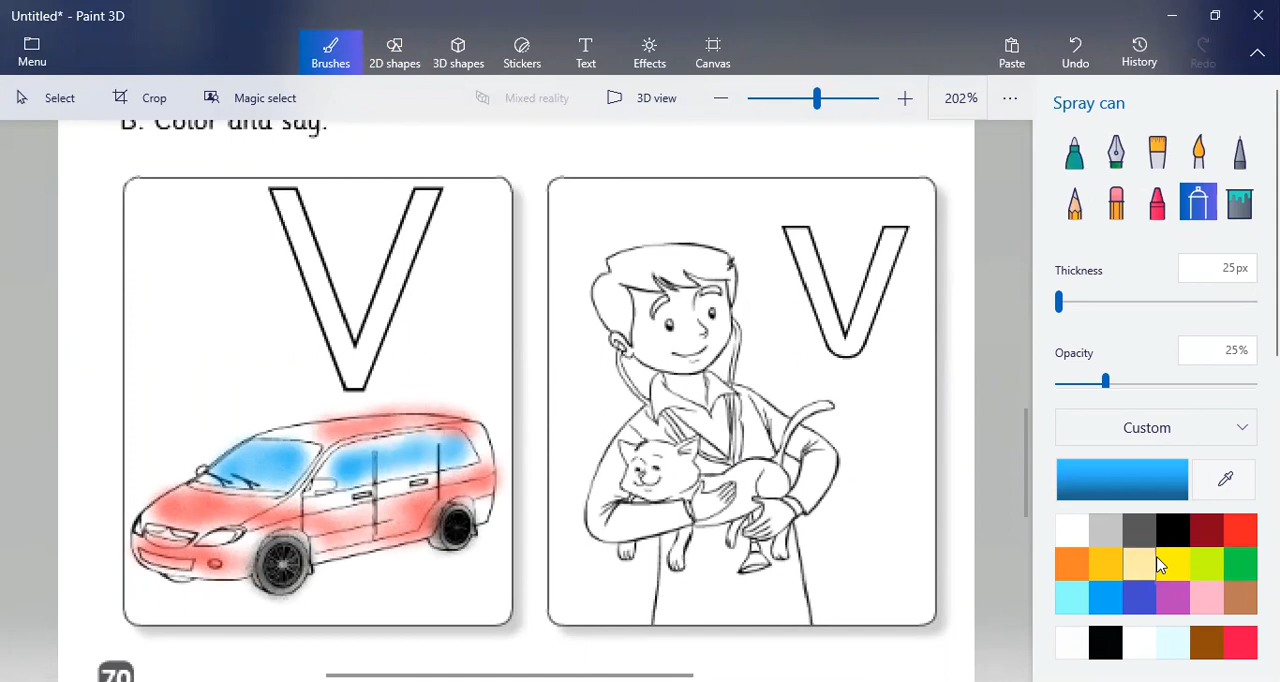 Untitled* - Paint 3D
Menu
Brushes
2D shapes
3D shapes
Stickers
Text
Effects
Canvas
Paste
Undo
History
Redo
Select
Crop
Magic select
Mixed reality
3D view
202%
Spray can
B. Color and say.
V
v
Thickness
25px
Opacity
25%
Custom
70